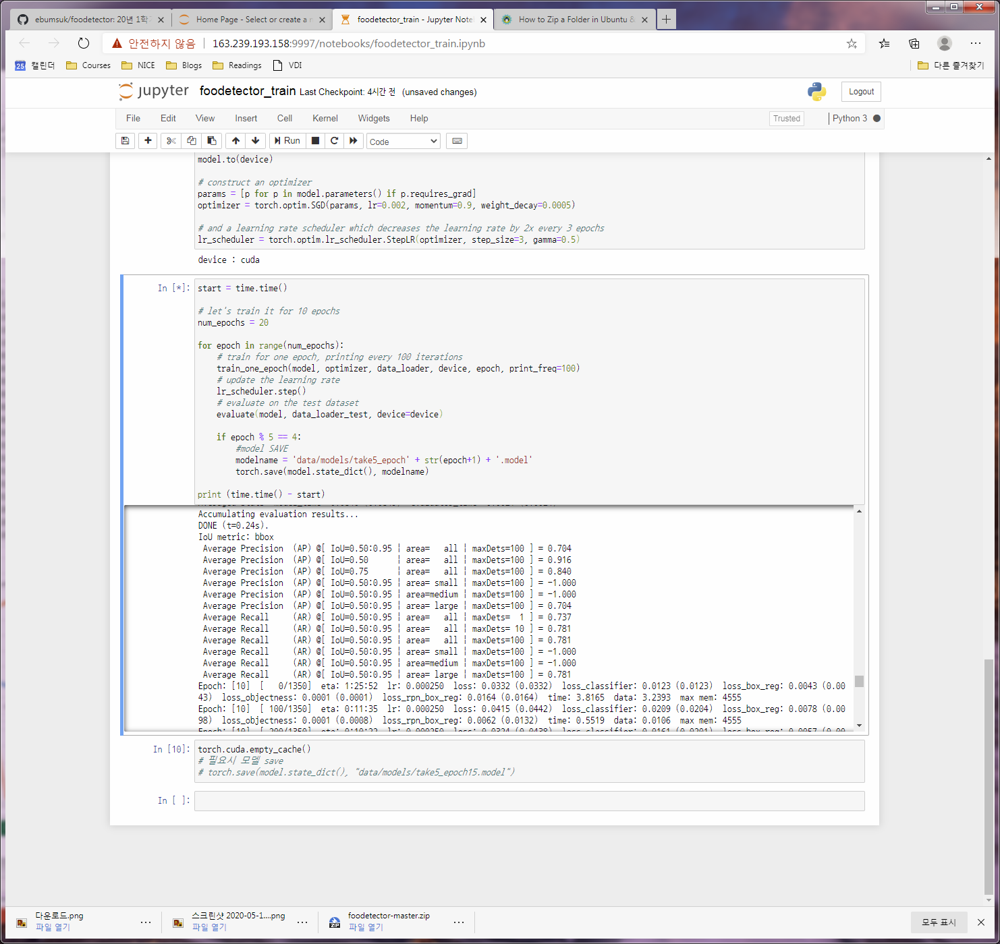 ebumsuk/foodetector: 20년 1학
Home Page - Select or create a n
foodetector_train - Jupyter Note
How to Zip a Folder in Ubuntu &
안전하지 않음 163.239.193.158:9997/notebooks/foodetector_train.ipynb
25 캘린더 Courses NICE Blogs Readings VDI 다른 즐겨찾기
jupyter foodetector_train Last Checkpoint: 4시간 전 (unsaved changes) Logout
File Edit View Insert Cell Kernel Widgets Help Trusted Python 3
Run Code
model.to(device)
# construct an optimizer
params = [p for p in model.parameters() if p.requires_grad]
optimizer = torch.optim.SGD(params, lr=0.002, momentum=0.9, weight_decay=0.0005)
# and a learning rate scheduler which decreases the learning rate by 2x every 3 epochs
lr_scheduler = torch.optim.lr_scheduler.StepLR(optimizer, step_size=3, gamma=0.5)
device : cuda
In [*]: start = time.time()
# let's train it for 10 epochs
num_epochs = 20
for epoch in range(num_epochs):
# train for one epoch, printing every 100 iterations
train_one_epoch(model, optimizer, data_loader, device, epoch, print_freq=100)
# update the learning rate
lr_scheduler.step()
# evaluate on the test dataset
evaluate(model, data_loader_test, device=device)
if epoch % 5 == 4:
#model SAVE
modelname = 'data/models/take5_epoch' + str(epoch+1) + '.model'
torch.save(model.state_dict(), modelname)
print (time.time() - start)
Accumulating evaluation results...
DONE (t=0.24s).
IoU metric: bbox
Average Precision (AP) @[ IoU=0.50:0.95 | area= all | maxDets=100 ] = 0.704
Average Precision (AP) @[ IoU=0.50 | area= all | maxDets=100 ] = 0.916
Average Precision (AP) @[ IoU=0.75 | area= all | maxDets=100 ] = 0.840
Average Precision (AP) @[ IoU=0.50:0.95 | area= small | maxDets=100 ] = -1.000
Average Precision (AP) @[ IoU=0.50:0.95 | area=medium | maxDets=100 ] = -1.000
Average Precision (AP) @[ IoU=0.50:0.95 | area= large | maxDets=100 ] = 0.704
Average Recall (AR) @[ IoU=0.50:0.95 | area= all | maxDets= 1 ] = 0.737
Average Recall (AR) @[ IoU=0.50:0.95 | area= all | maxDets= 10 ] = 0.781
Average Recall (AR) @[ IoU=0.50:0.95 | area= all | maxDets=100 ] = 0.781
Average Recall (AR) @[ IoU=0.50:0.95 | area= small | maxDets=100 ] = -1.000
Average Recall (AR) @[ IoU=0.50:0.95 | area=medium | maxDets=100 ] = -1.000
Average Recall (AR) @[ IoU=0.50:0.95 | area= large | maxDets=100 ] = 0.781
Epoch: [10] [ 0/1350] eta: 1:25:52 lr: 0.000250 loss: 0.0332 (0.0332) loss_classifier: 0.0123 (0.0123) loss_box_reg: 0.0043 (0.00
43) loss_objectness: 0.0001 (0.0001) loss_rpn_box_reg: 0.0164 (0.0164) time: 3.8165 data: 3.2393 max mem: 4555
Epoch: [10] [ 100/1350] eta: 0:11:35 lr: 0.000250 loss: 0.0415 (0.0442) loss_classifier: 0.0209 (0.0204) loss_box_reg: 0.0078 (0.00
98) loss_objectness: 0.0001 (0.0008) loss_rpn_box_reg: 0.0062 (0.0132) time: 0.5519 data: 0.0106 max mem: 4555
Epoch: [10] [ 200/1350] eta: 0:10:22 lr: 0.000250 loss: 0.0324 (0.0438) loss_classifier: 0.0161 (0.0201) loss_box_reg: 0.0057 (0.00
In [10]: torch.cuda.empty_cache()
# 필요시 모델 save
# torch.save(model.state_dict(), "data/models/take5_epoch15.model")
In [ ]:
다운로드.png
파일 열기
스크린샷 2020-05-1....png
파일 열기
foodetector-master.zip
파일 열기
모두 표시